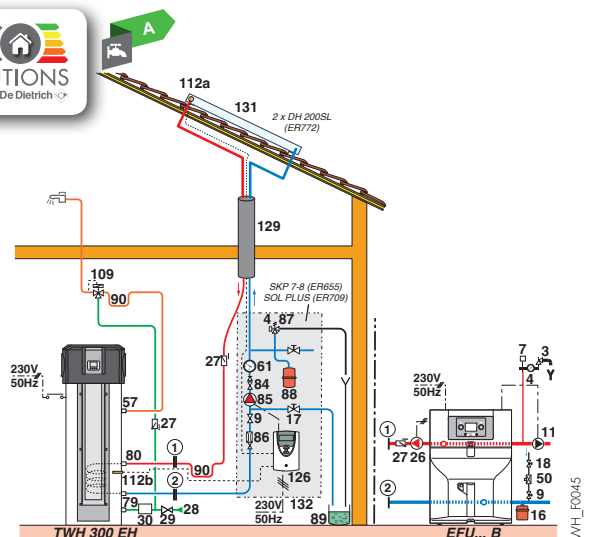 UTIONS
De Dietrich
A
112a
131
2 x DH 200SL
(ER772)
129
SKP 7-8 (ER655)
SOL PLUS (ER709)
109
90
4 87
27
61
84
85
88
17
9
86
126
230V
50Hz
132
89
230V
50Hz
57
27
80
1
90
112b
2
79
30
29
28
TWH 300 EH
7
3
4
Y
230V
50Hz
1
27
26
11
18
50
9
2
16
EFU... B
WH_F0045